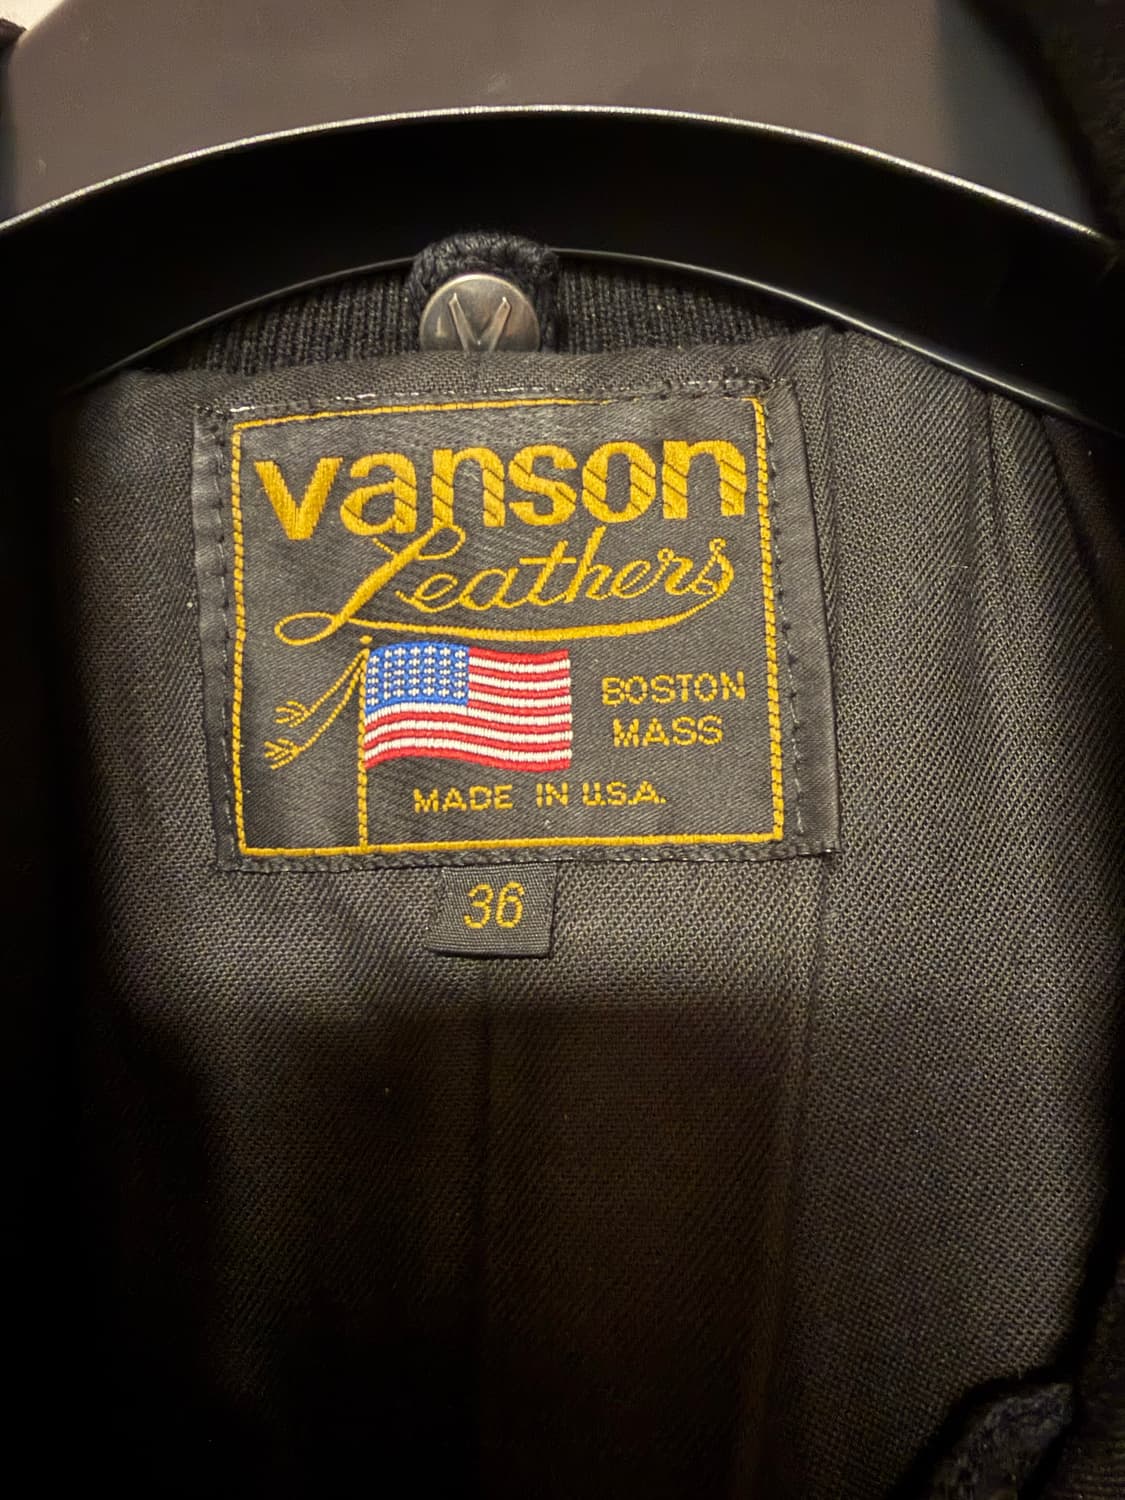 vanson
Leathers
BOSTON
MASS
MADE IN U.S.A.
36